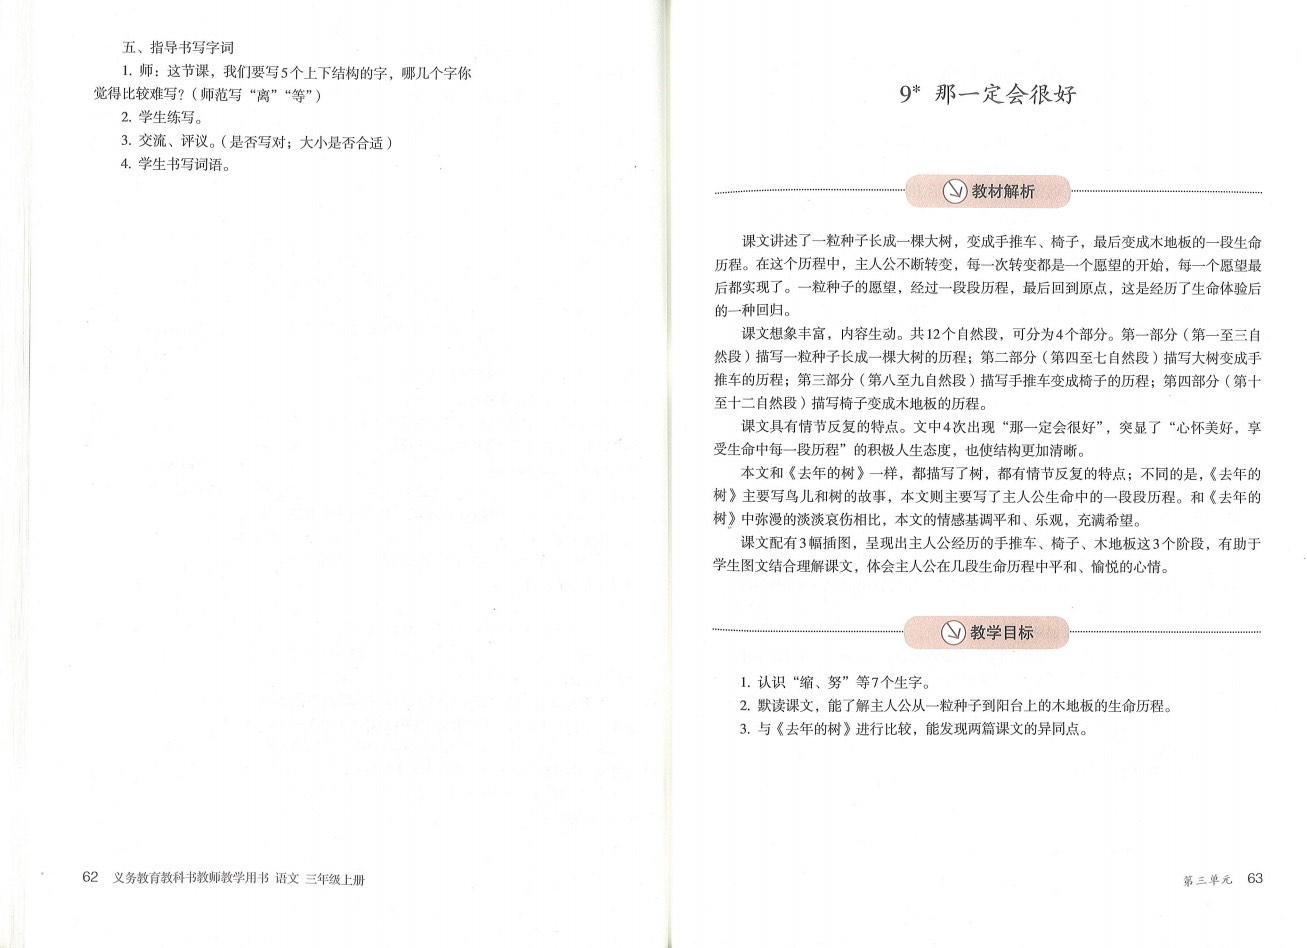 五、指导书写字词
1. 师：这节课，我们要写5个上下结构的字，哪几个字你
觉得比较难写？（师范写“离”“等”）
2. 学生练写。
3. 交流、评议。（是否写对；大小是否合适）
4. 学生书写词语。
62 义务教育教科书教师教学用书 语文 三年级上册
9* 那一定会很好
教材解析
课文讲述了一粒种子长成一棵大树，变成手推车、椅子，最后变成木地板的一段生命
历程。在这个历程中，主人公不断转变，每一次转变都是一个愿望的开始，每一个愿望最
后都实现了。一粒种子的愿望，经过一段段历程，最后回到原点，这是经历了生命体验后
的一种回归。
课文想象丰富，内容生动。共12个自然段，可分为4个部分。第一部分（第一至三自
然段）描写一粒种子长成一棵大树的历程；第二部分（第四至七自然段）描写大树变成手
推车的历程；第三部分（第八至九自然段）描写手推车变成椅子的历程；第四部分（第十
至十二自然段）描写椅子变成木地板的历程。
课文具有情节反复的特点。文中4次出现“那一定会很好”，突显了“心怀美好，享
受生命中每一段历程”的积极人生态度，也使结构更加清晰。
本文和《去年的树》一样，都描写了树，都有情节反复的特点；不同的是，《去年的
树》主要写鸟儿和树的故事，本文则主要写了主人公生命中的一段段历程。和《去年的
树》中弥漫的淡淡哀伤相比，本文的情感基调平和、乐观，充满希望。
课文配有3幅插图，呈现出主人公经历的手推车、椅子、木地板这3个阶段，有助于
学生图文结合理解课文，体会主人公在几段生命历程中平和、愉悦的心情。
教学目标
1. 认识“缩、努”等7个生字。
2. 默读课文，能了解主人公从一粒种子到阳台上的木地板的生命历程。
3. 与《去年的树》进行比较，能发现两篇课文的异同点。
第三单元 63